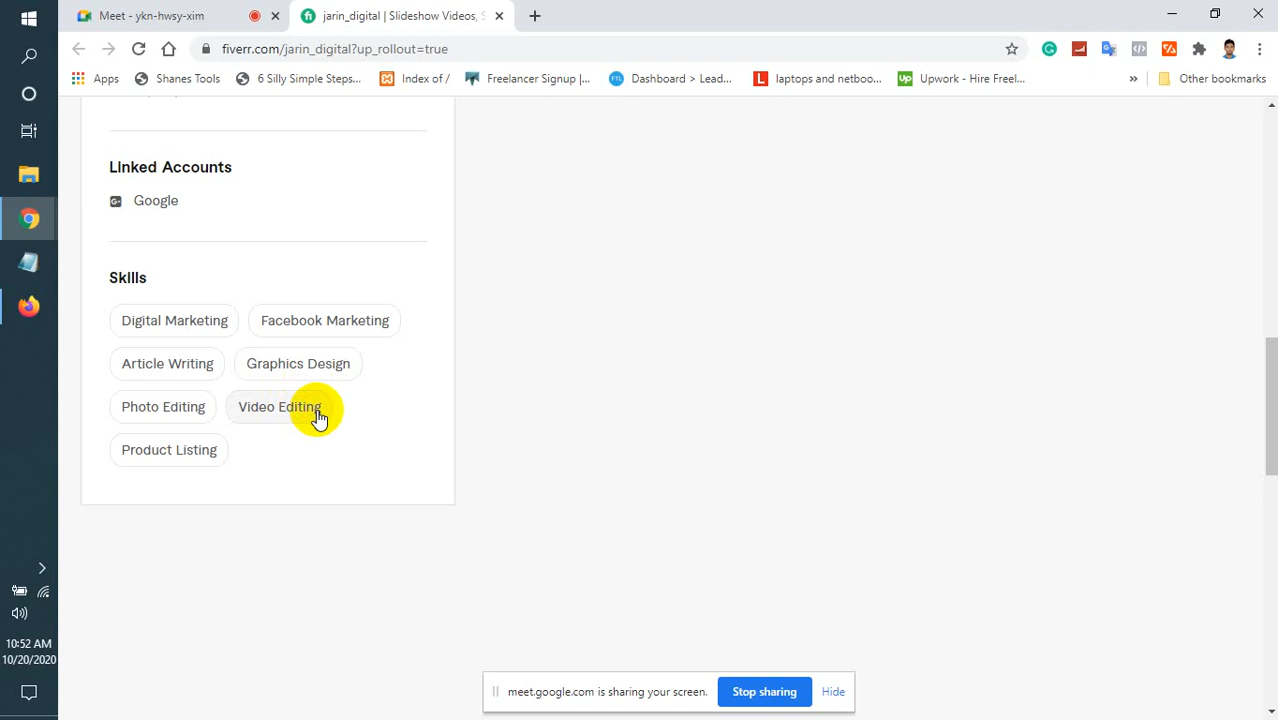 Meet - ykn-hwsy-xim
jarin_digital | Slideshow Videos, S
fiverr.com/jarin_digital?up_rollout=true
Apps
Shanes Tools
6 Silly Simple Steps...
Index of /
Freelancer Signup |...
Dashboard > Lead...
laptops and netboo...
Upwork - Hire Freel...
»
Other bookmarks
Linked Accounts
Google
Skills
Digital Marketing
Facebook Marketing
Article Writing
Graphics Design
Photo Editing
Video Editing
Product Listing
10:52 AM
10/20/2020
meet.google.com is sharing your screen.
Stop sharing
Hide